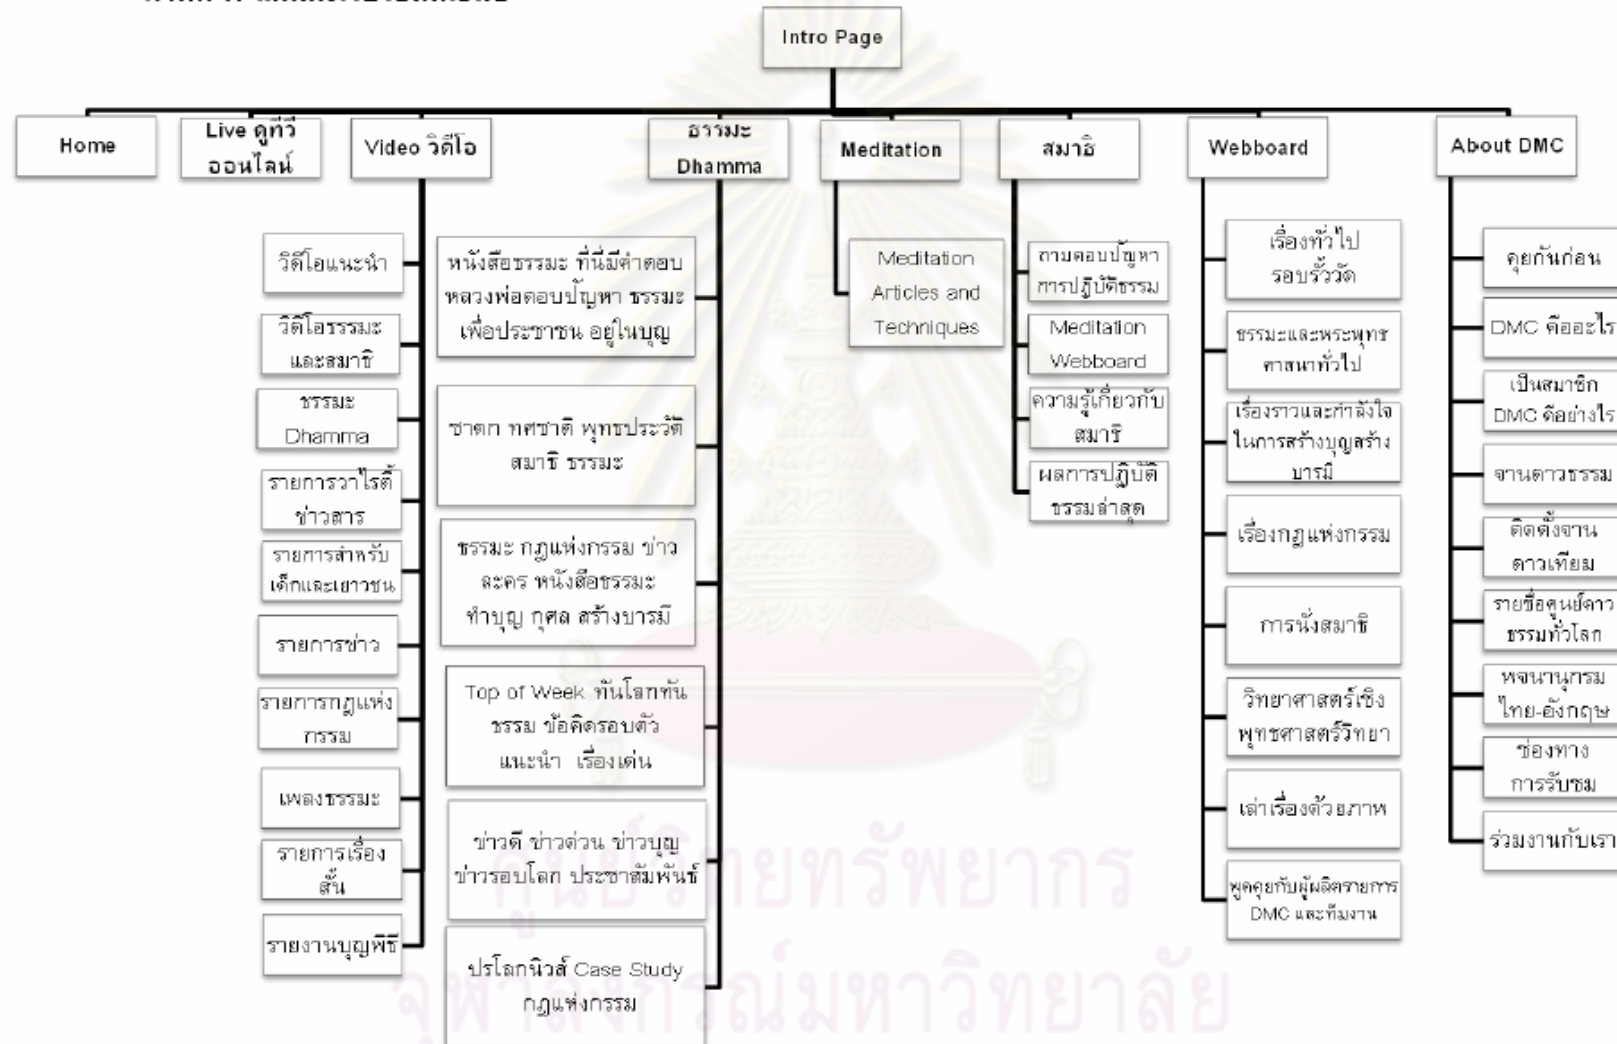 Intro Page
Home
Live ดูทีวี
ออนไลน์
Video วิดีโอ
ธรรมะ
Dhamma
Meditation
สมาธิ
Webboard
About DMC
วิดีโอแนะนำ
วิดีโอธรรมะ
และสมาธิ
ธรรมะ
Dhamma
รายการวาไรตี้
ข่าวสาร
รายการสำหรับ
เด็กและเยาวชน
รายการข่าว
รายการกฎแห่ง
กรรม
เพลงธรรมะ
รายการเรื่อง
สั้น
รายงานบุญพิธี
หนังสือธรรมะ ที่นี่มีคำตอบ
หลวงพ่อตอบปัญหา ธรรมะ
เพื่อประชาชน อยู่ในบุญ
ชาดก ทศชาติ พุทธประวัติ
สมาธิ ธรรมะ
ธรรมะ กฎแห่งกรรม ข่าว
ละคร หนังสือธรรมะ
ทำบุญ กุศล สร้างบารมี
Top of Week ทันโลกทัน
ธรรม ข้อคิดรอบตัว
แนะนำ เรื่องเด่น
ข่าวดี ข่าวด่วน ข่าวบุญ
ข่าวรอบโลก ประชาสัมพันธ์
ปรโลกนิวส์ Case Study
กฎแห่งกรรม
Meditation
Articles and
Techniques
ถามตอบปัญหา
การปฏิบัติธรรม
Meditation
Webboard
ความรู้เกี่ยวกับ
สมาธิ
ผลการปฏิบัติ
ธรรมล่าสุด
เรื่องทั่วไป
รอบรั้ววัด
ธรรมะและพระพุทธ
ศาสนาทั่วไป
เรื่องราวและกำลังใจ
ในการสร้างบุญสร้าง
บารมี
เรื่องกฎแห่งกรรม
การนั่งสมาธิ
วิทยาศาสตร์เชิง
พุทธศาสตร์วิทยา
เล่าเรื่องด้วยภาพ
พูดคุยกับผู้ผลิตรายการ
DMC และทีมงาน
คุยกันก่อน
DMC คืออะไร
เป็นสมาชิก
DMC ดีอย่างไร
จานดาวธรรม
ติดตั้งจาน
ดาวเทียม
รายชื่อศูนย์ดาว
ธรรมทั่วโลก
พจนานุกรม
ไทย-อังกฤษ
ช่องทาง
การรับชม
ร่วมงานกับเรา
ศูนย์วิทยทรัพยากร
จุฬาลงกรณ์มหาวิทยาลัย